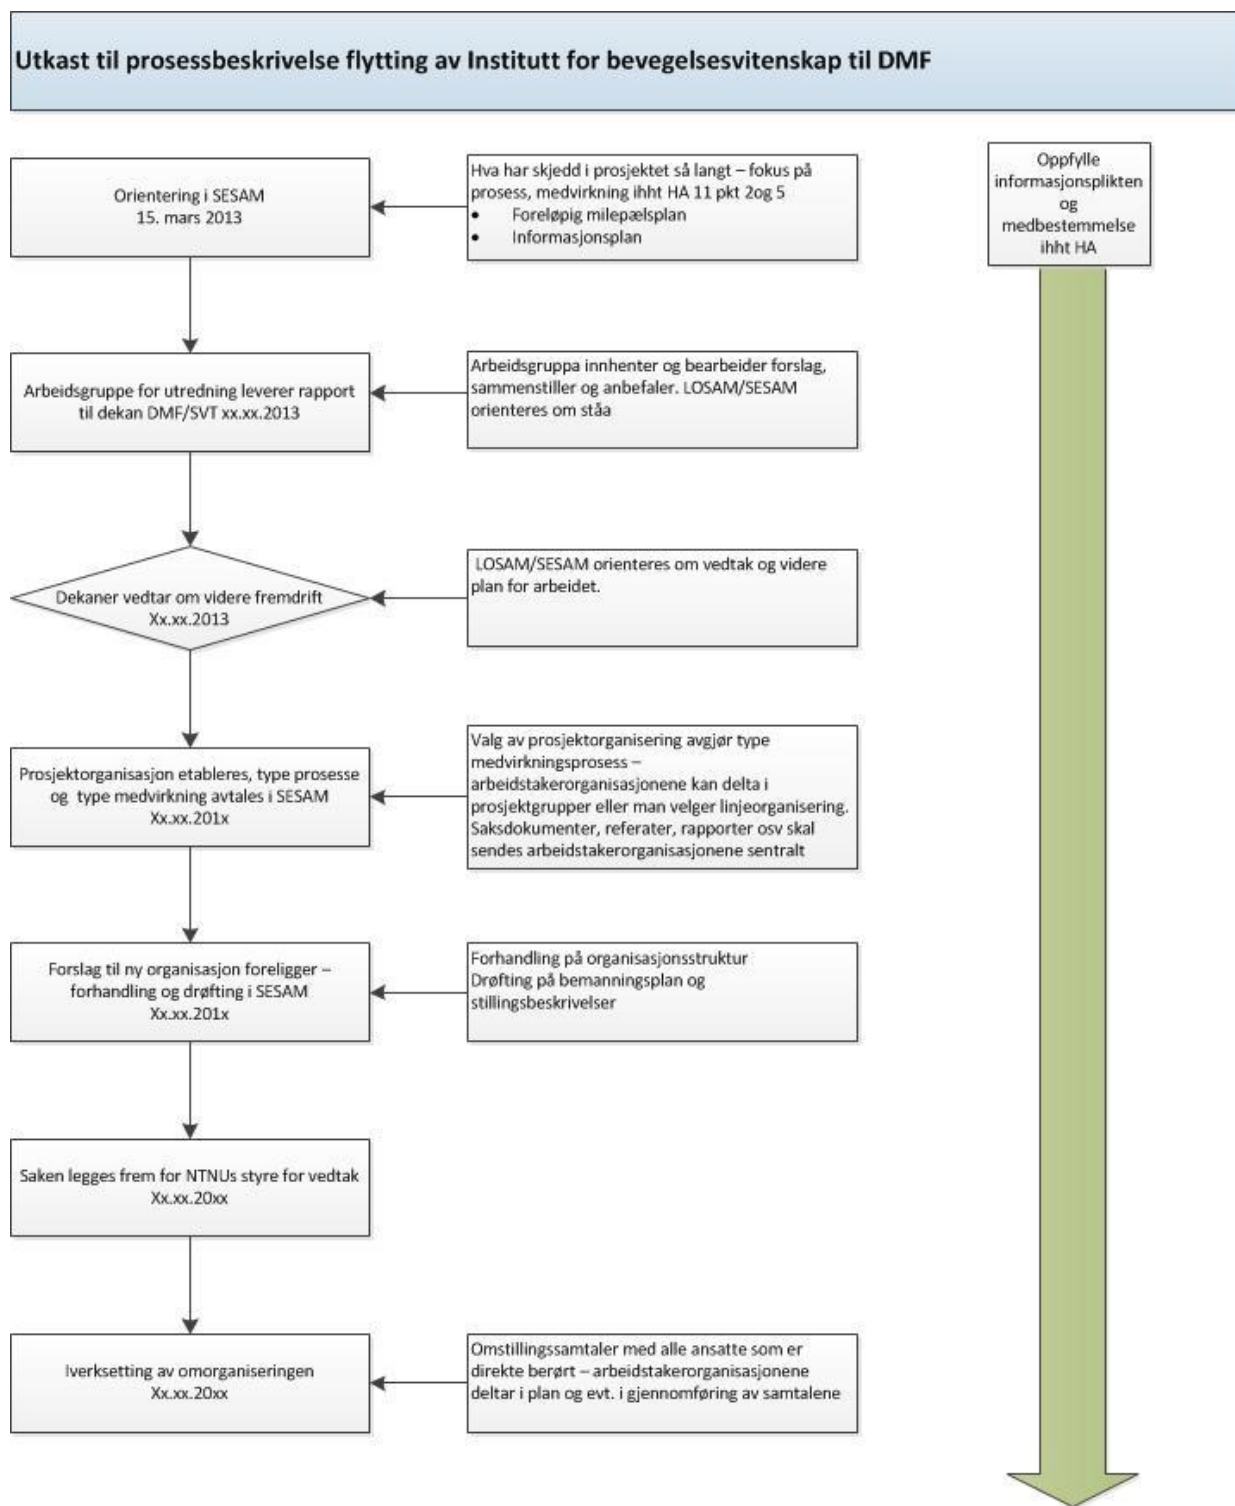 Utkast til prosessbeskrivelse flytting av Institutt for bevegelsesvitenskap til DMF
Orientering i SESAM
15. mars 2013
Hva har skjedd i prosjektet så langt – fokus på
prosess, medvirkning ihht HA 11 pkt 2og 5
• Foreløpig milepælsplan
• Informasjonsplan
Oppfylle
informasjonsplikten
og
medbestemmelse
ihht HA
Arbeidsgruppe for utredning leverer rapport
til dekan DMF/SVT xx.xx.2013
Arbeidsgruppa innhenter og bearbeider forslag,
sammenstiller og anbefaler. LOSAM/SESAM
orienteres om ståa
Dekaner vedtar om videre fremdrift
Xx.xx.2013
LOSAM/SESAM orienteres om vedtak og videre
plan for arbeidet.
Prosjektorganisasjon etableres, type prosesse
og type medvirkning avtales i SESAM
Xx.xx.201x
Valg av prosjektorganisering avgjør type
medvirkningsprosess –
arbeidstakerorganisasjonene kan delta i
prosjektgrupper eller man velger linjeorganisering.
Saksdokumenter, referater, rapporter osv skal
sendes arbeidstakerorganisasjonene sentralt
Forslag til ny organisasjon foreligger –
forhandling og drøfting i SESAM
Xx.xx.201x
Forhandling på organisasjonsstruktur
Drøfting på bemanningsplan og
stillingsbeskrivelser
Saken legges frem for NTNUs styre for vedtak
Xx.xx.20xx
Iverksetting av omorganiseringen
Xx.xx.20xx
Omstillingssamtaler med alle ansatte som er
direkte berørt – arbeidstakerorganisasjonene
deltar i plan og evt. i gjennomføring av samtalene